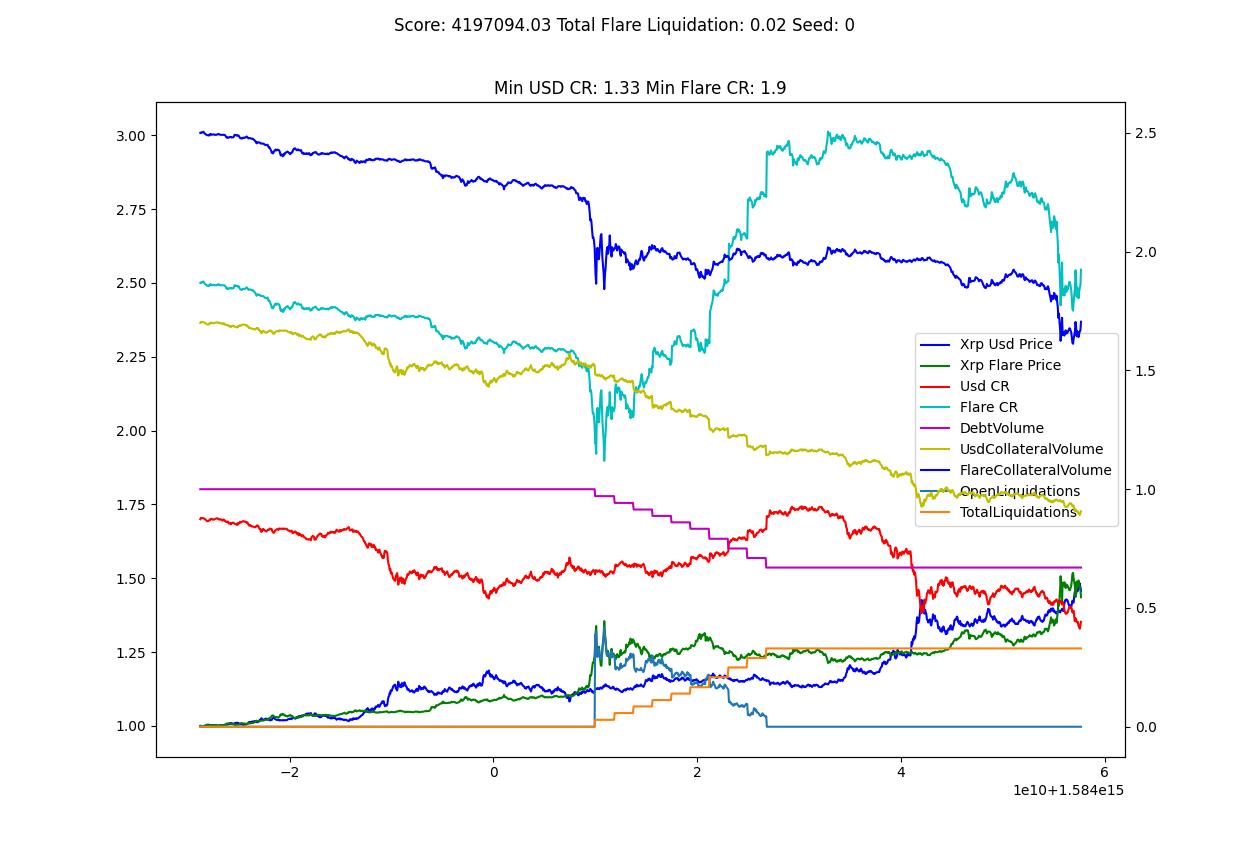 Score: 4197094.03 Total Flare Liquidation: 0.02 Seed: 0
Min USD CR: 1.33 Min Flare CR: 1.9
3.00
2.75
2.50
2.25
2.00
1.75
1.50
1.25
1.00
2.5
2.0
1.5
1.0
0.5
0.0
Xrp Usd Price
Xrp Flare Price
Usd CR
Flare CR
DebtVolume
UsdCollateralVolume
FlareCollateralVolume
OpenLiquidations
TotalLiquidations
−2
0
2
4
6
1e10+1.584e15